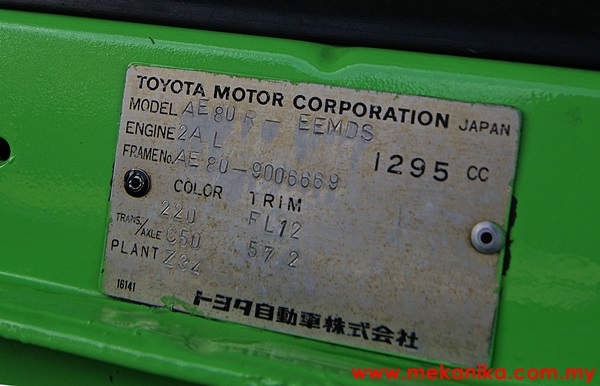 TOYOTA MOTOR CORPORATION JAPAN
MODEL AE80R-EEMDS
ENGINE 2A L 1295 CC
FRAME No. AE80-9006669
COLOR TRIM
220 FL12
TRANS./AXLE C50 572
PLANT Z34
16141
トヨタ自動車株式会社
www.mekanika.com.my